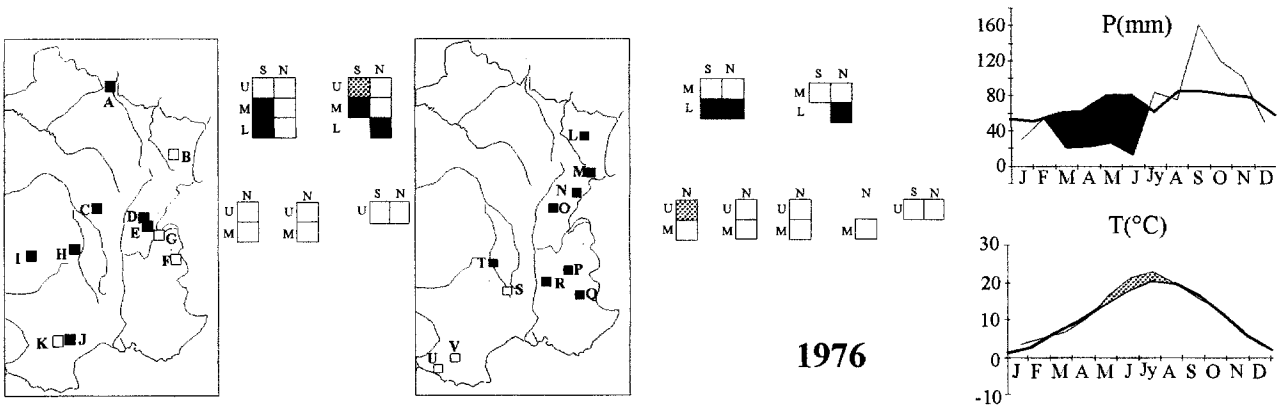 A
B
C
D
E
G
F
H
I
K
J
S N
U
M
L
S N
U
M
L
N
U
M
N
U
M
S N
U
L
M
N
O
T
P
R
S
Q
V
U
S N
M
L
S N
M
L
N
U
M
N
U
M
N
U
M
N
M
S N
U
1976
P(mm)
160
120
80
40
0
J F M A M J Jy A S O N D
T(°C)
30
20
10
0
-10
J F M A M J Jy A S O N D